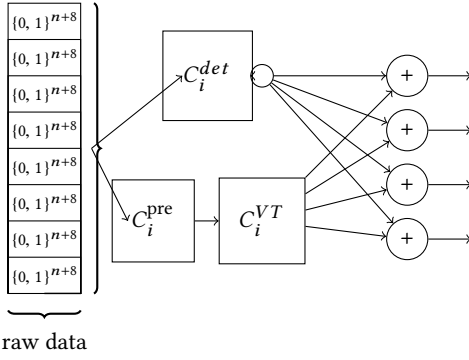 {0, 1}^{n+8}
{0, 1}^{n+8}
{0, 1}^{n+8}
{0, 1}^{n+8}
{0, 1}^{n+8}
{0, 1}^{n+8}
{0, 1}^{n+8}
{0, 1}^{n+8}
raw data
C_i^{det}
C_i^{pre}
C_i^{VT}
+
+
+
+